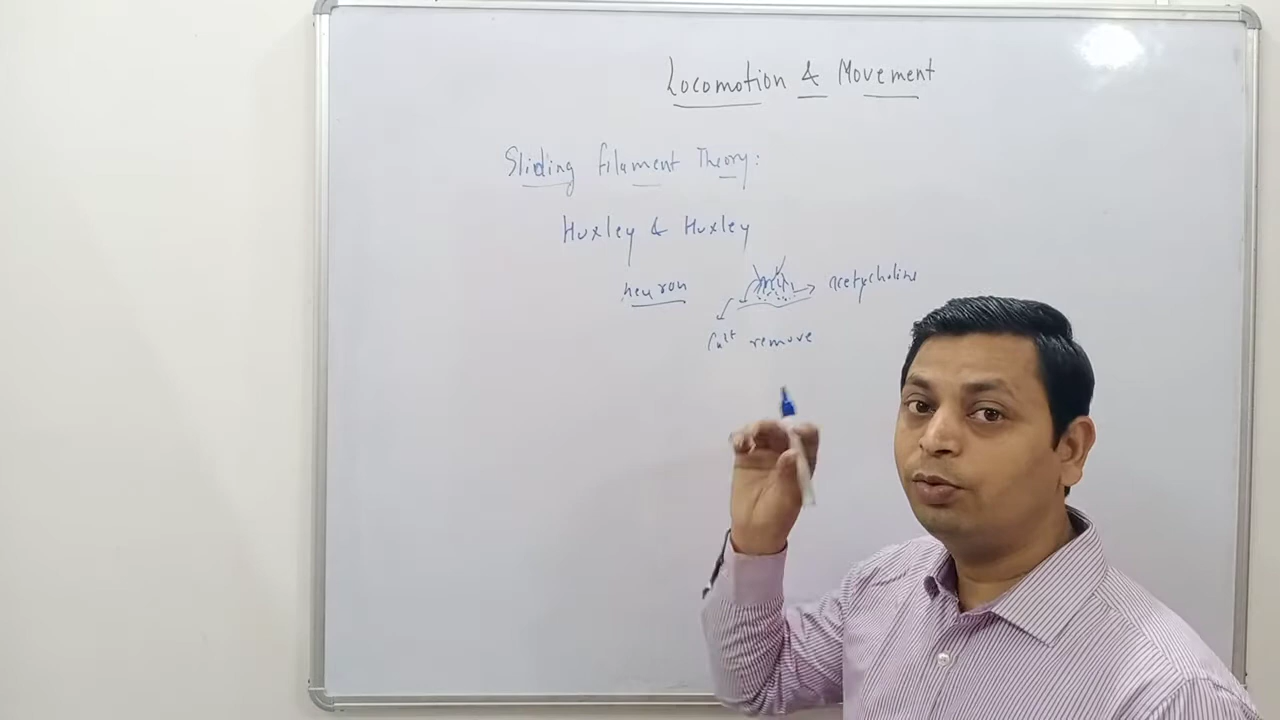 Locomotion & Movement
Sliding filament Theory:
Huxley & Huxley
neuron acetycholine
Ca2+ remove